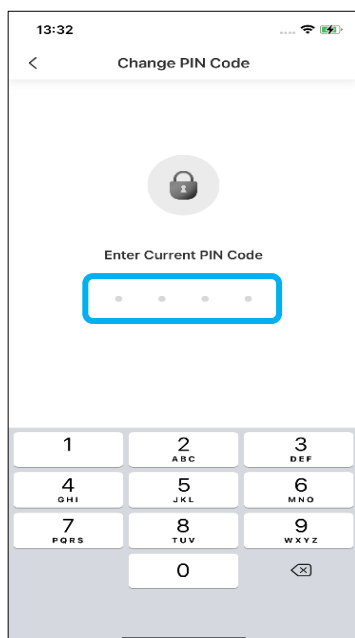 13:32
Change PIN Code
Enter Current PIN Code
1
2
ABC
3
DEF
4
GHI
5
JKL
6
MNO
7
PQRS
8
TUV
9
WXYZ
0